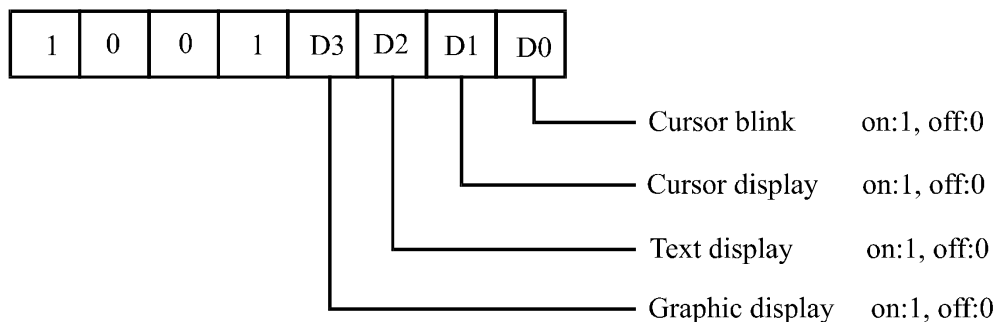 1 0 0 1 D3 D2 D1 D0
Cursor blink on:1, off:0
Cursor display on:1, off:0
Text display on:1, off:0
Graphic display on:1, off:0